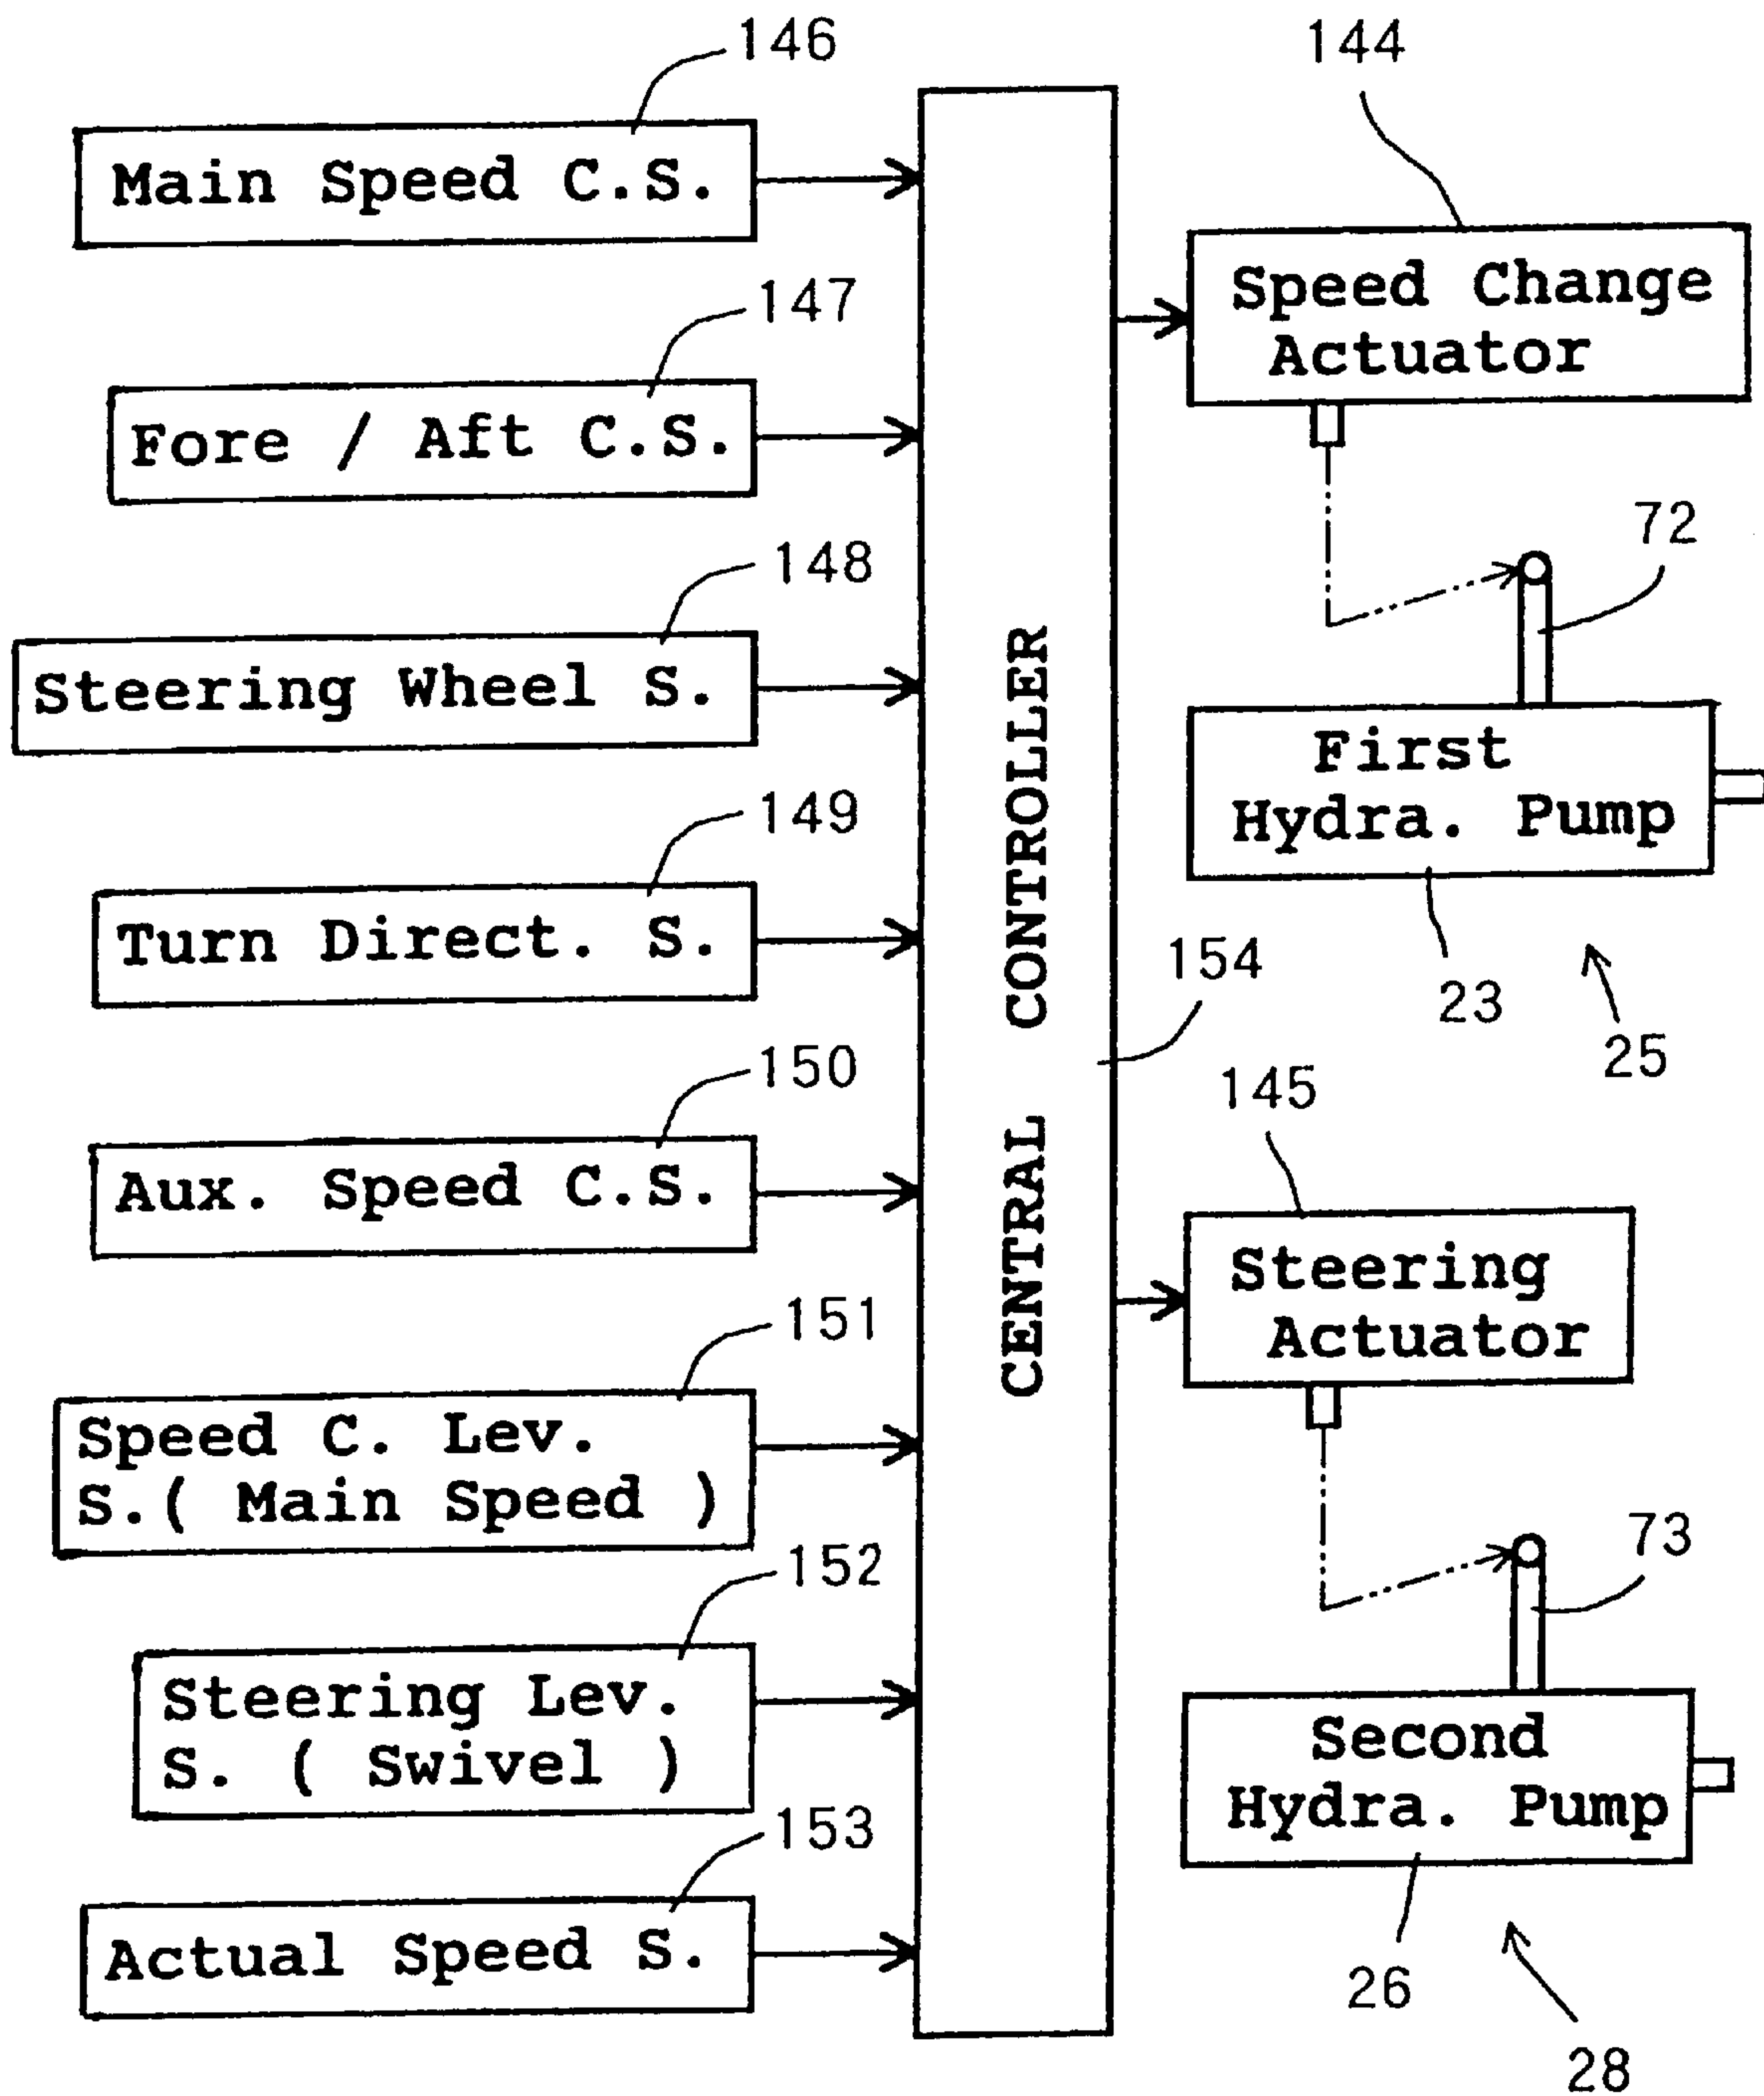 146
Main Speed C.S.
147
Fore / Aft C.S.
148
Steering Wheel S.
149
Turn Direct. S.
150
Aux. Speed C.S.
151
Speed C. Lev.
S.( Main Speed )
152
Steering Lev.
S. ( Swivel )
153
Actual Speed S.
CENTRAL CONTROLLER
154
144
Speed Change
Actuator
72
First
Hydra. Pump
23
25
145
Steering
Actuator
73
Second
Hydra. Pump
26
28